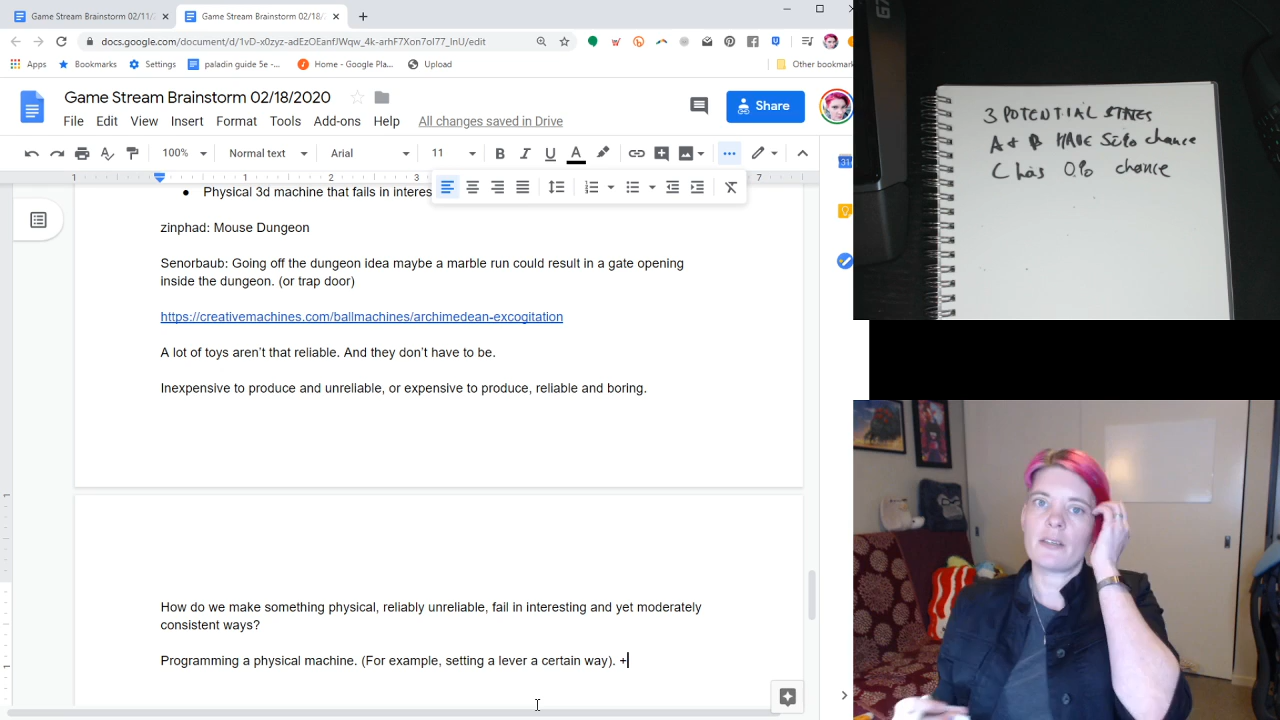 Game Stream Brainstorm 02/11/
Game Stream Brainstorm 02/18/
docs.google.com/document/d/1vD-x0zyz-adEzOEanfJWqw_4k-arhF7Xon7oI77_InU/edit
Apps
Bookmarks
Settings
paladin guide 5e -...
Home - Google Pla...
Upload
Other bookmark
Game Stream Brainstorm 02/18/2020
File Edit View Insert Format Tools Add-ons Help All changes saved in Drive
Share
100% Normal text Arial 11 B I U A
1 1 2 3 7
Physical 3d machine that fails in interes
zinphad: Mouse Dungeon
Senorbaub: Going off the dungeon idea maybe a marble run could result in a gate opening
inside the dungeon. (or trap door)
https://creativemachines.com/ballmachines/archimedean-excogitation
A lot of toys aren't that reliable. And they don't have to be.
Inexpensive to produce and unreliable, or expensive to produce, reliable and boring.
How do we make something physical, reliably unreliable, fail in interesting and yet moderately
consistent ways?
Programming a physical machine. (For example, setting a lever a certain way). +
3 POTENTIAL STATES
A + B HAVE 50% chance
C has 0% chance